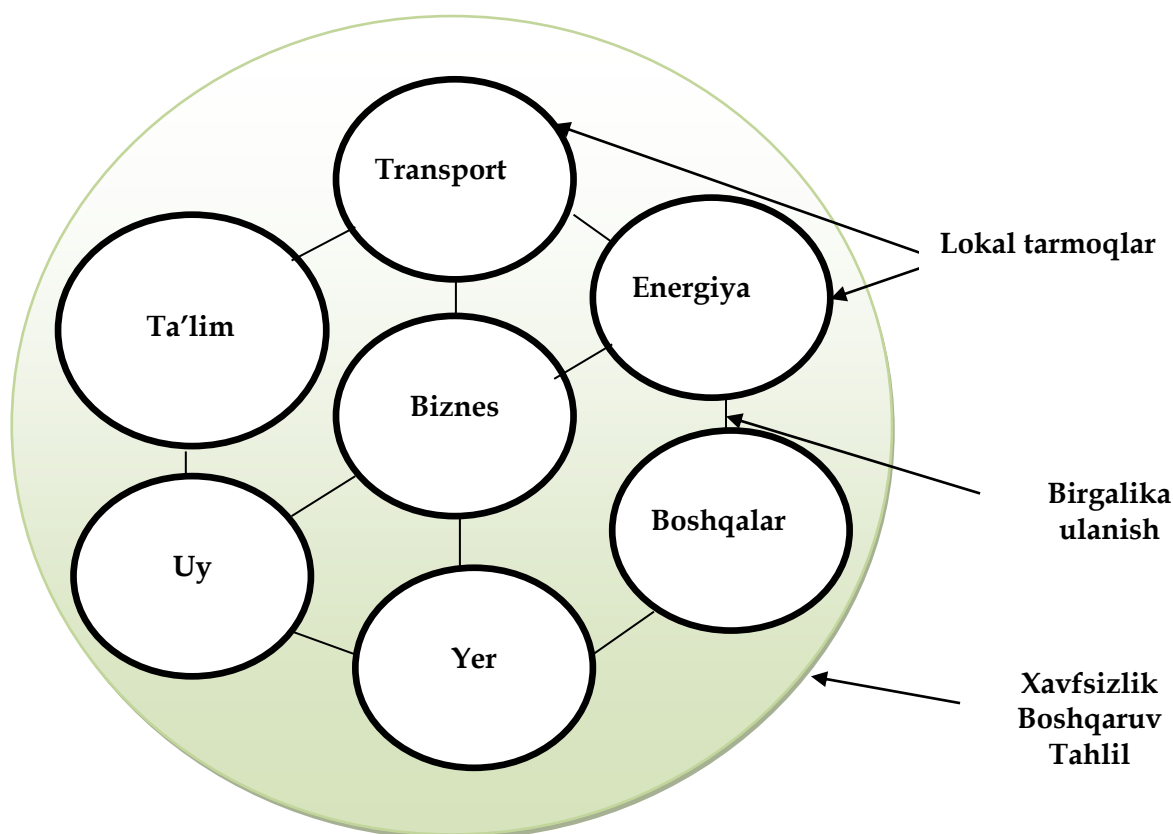 Transport
Lokal tarmoqlar
Energiya
Ta’lim
Biznes
Birgalika
ulanish
Boshqalar
Uy
Yer
Xavfsizlik
Boshqaruv
Tahlil